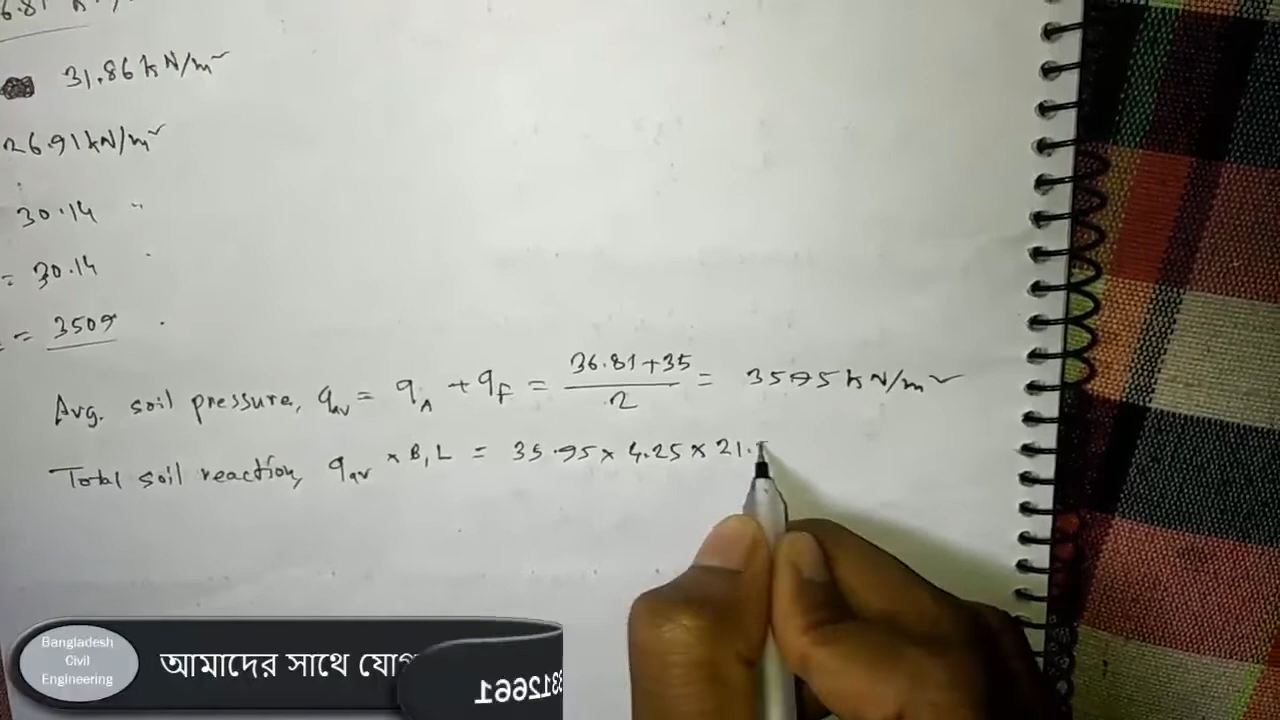 31.86 kN/m²
26.91 kN/m²
30.14 "
= 30.14
= 3509
Avg. soil pressure, qav = qA + qF = 36.81+35 / 2 = 35.95 kN/m²
Total soil reaction, qav × B, L = 35.95 × 4.25 × 21.
Bangladesh
Civil
Engineering
আমাদের সাথে
312661